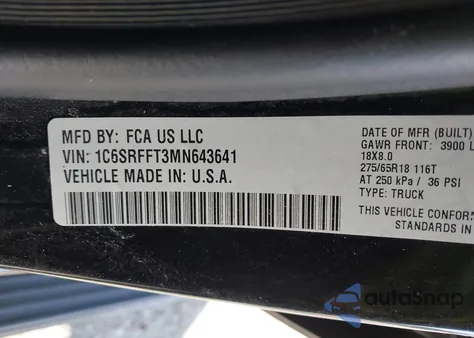 MFD BY: FCA US LLC
VIN: 1C6SRFFT3MN643641
VEHICLE MADE IN U.S.A.
DATE OF MFR (BUILT)
GAWR FRONT: 3900 L
18X8.0
275/65R18 116T
AT 250 kPa / 36 PSI
TYPE: TRUCK
THIS VEHICLE CONFOR
STANDARDS IN
autoSnap